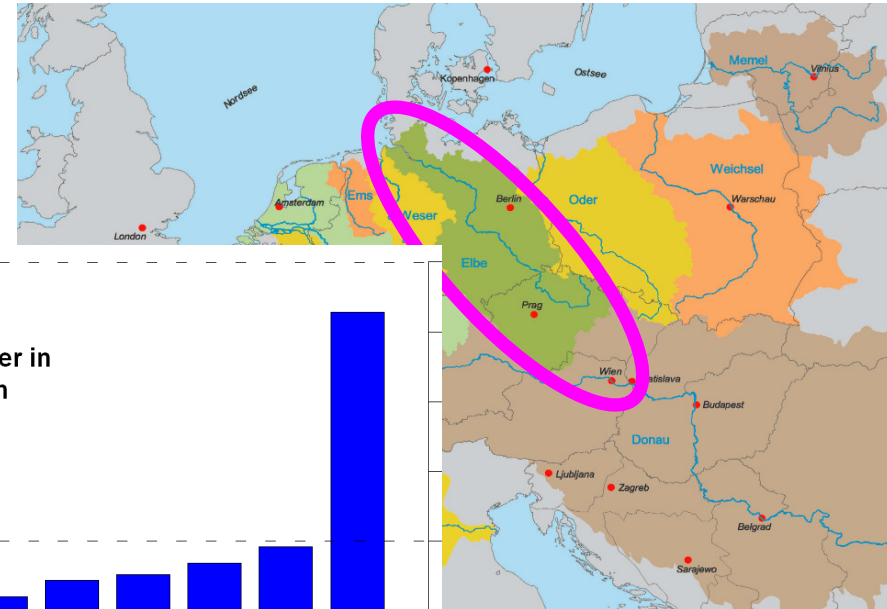 Nordsee
Kopenhagen
Ostsee
Memel
Vilnius
Amsterdam
Ems
Weser
Berlin
Oder
Weichsel
Warschau
London
Elbe
Prag
er in
n
Wien
atislava
Budapest
Donau
Ljubljana
Zagreb
Belgrad
Sarajewo